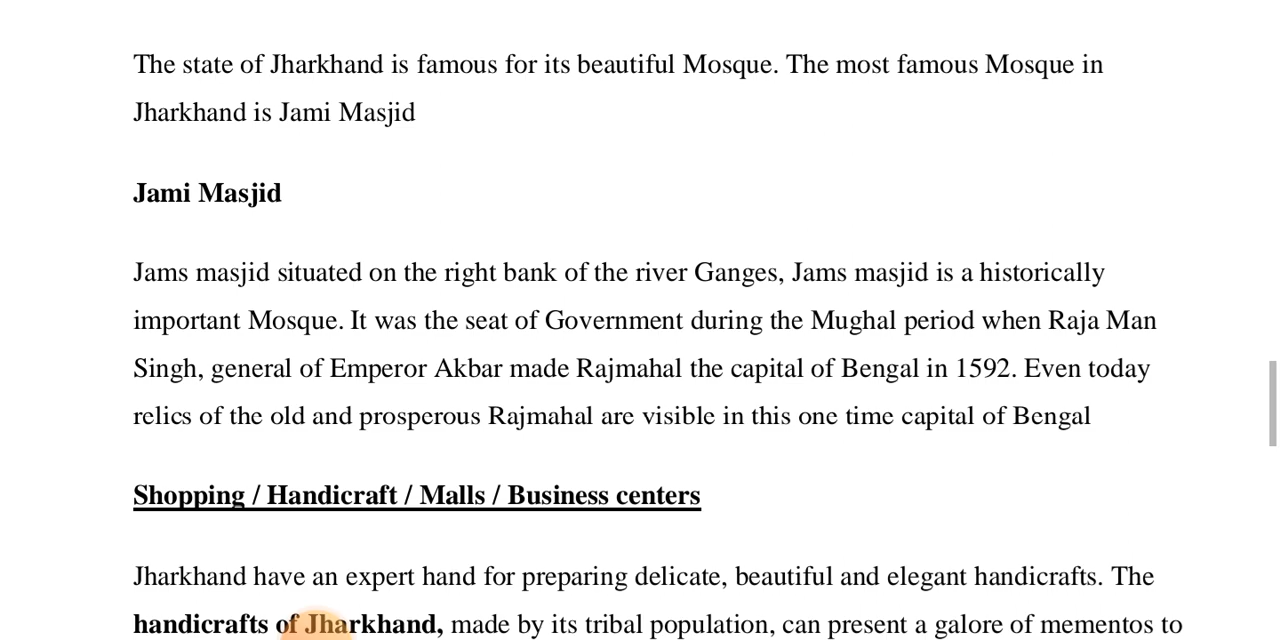 The state of Jharkhand is famous for its beautiful Mosque. The most famous Mosque in
Jharkhand is Jami Masjid
Jami Masjid
Jams masjid situated on the right bank of the river Ganges, Jams masjid is a historically
important Mosque. It was the seat of Government during the Mughal period when Raja Man
Singh, general of Emperor Akbar made Rajmahal the capital of Bengal in 1592. Even today
relics of the old and prosperous Rajmahal are visible in this one time capital of Bengal
Shopping / Handicraft / Malls / Business centers
Jharkhand have an expert hand for preparing delicate, beautiful and elegant handicrafts. The
handicrafts of Jharkhand, made by its tribal population, can present a galore of mementos to